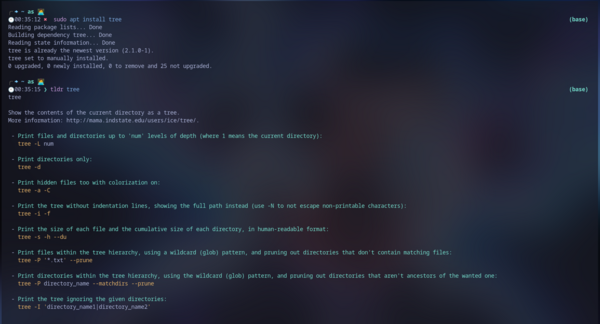 ~ as
00:35:12 sudo apt install tree (base)
Reading package lists... Done
Building dependency tree... Done
Reading state information... Done
tree is already the newest version (2.1.0-1).
tree set to manually installed.
0 upgraded, 0 newly installed, 0 to remove and 25 not upgraded.
~ as
00:35:15 ❯ tldr tree (base)
tree
Show the contents of the current directory as a tree.
More information: http://mama.indstate.edu/users/ice/tree/.
- Print files and directories up to 'num' levels of depth (where 1 means the current directory):
tree -L num
- Print directories only:
tree -d
- Print hidden files too with colorization on:
tree -a -C
- Print the tree without indentation lines, showing the full path instead (use -N to not escape non-printable characters):
tree -i -f
- Print the size of each file and the cumulative size of each directory, in human-readable format:
tree -s -h --du
- Print files within the tree hierarchy, using a wildcard (glob) pattern, and pruning out directories that don't contain matching files:
tree -P '*.txt' --prune
- Print directories within the tree hierarchy, using the wildcard (glob) pattern, and pruning out directories that aren't ancestors of the wanted one:
tree -P directory_name --matchdirs --prune
- Print the tree ignoring the given directories:
tree -I 'directory_name1|directory_name2'